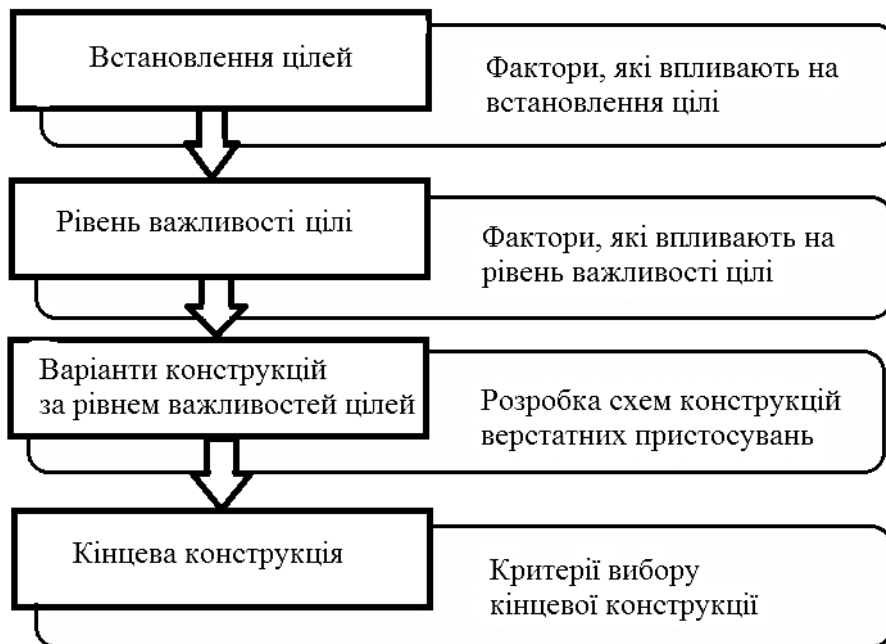 Встановлення цілей
Фактори, які впливають на
встановлення цілі
Рівень важливості цілі
Фактори, які впливають на
рівень важливості цілі
Варіанти конструкцій
за рівнем важливостей цілей
Розробка схем конструкцій
верстатних пристосувань
Кінцева конструкція
Критерії вибору
кінцевої конструкції